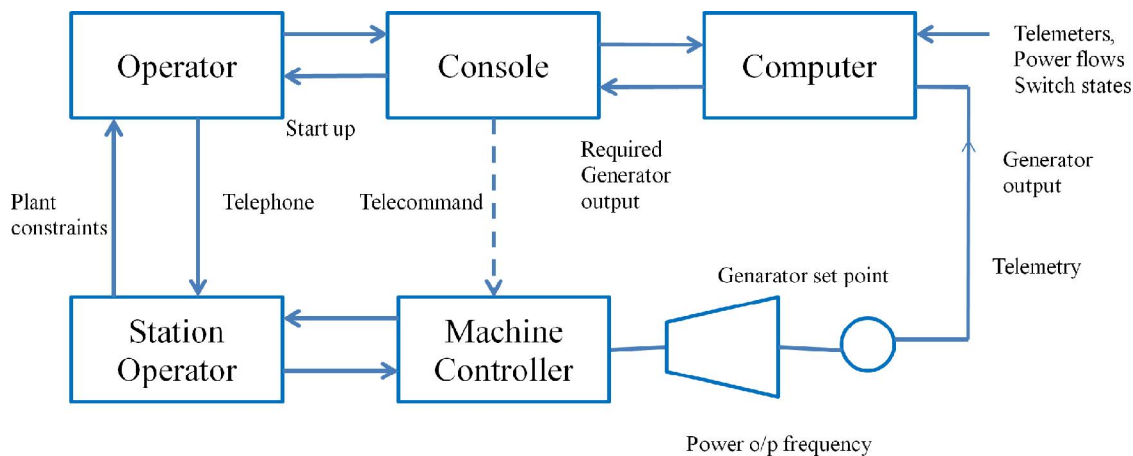 Operator
Console
Computer
Telemeters,
Power flows
Switch states
Start up
Required
Generator
output
Generator
output
Plant
constraints
Telephone
Telecommand
Telemetry
Genarator set point
Station
Operator
Machine
Controller
Power o/p frequency